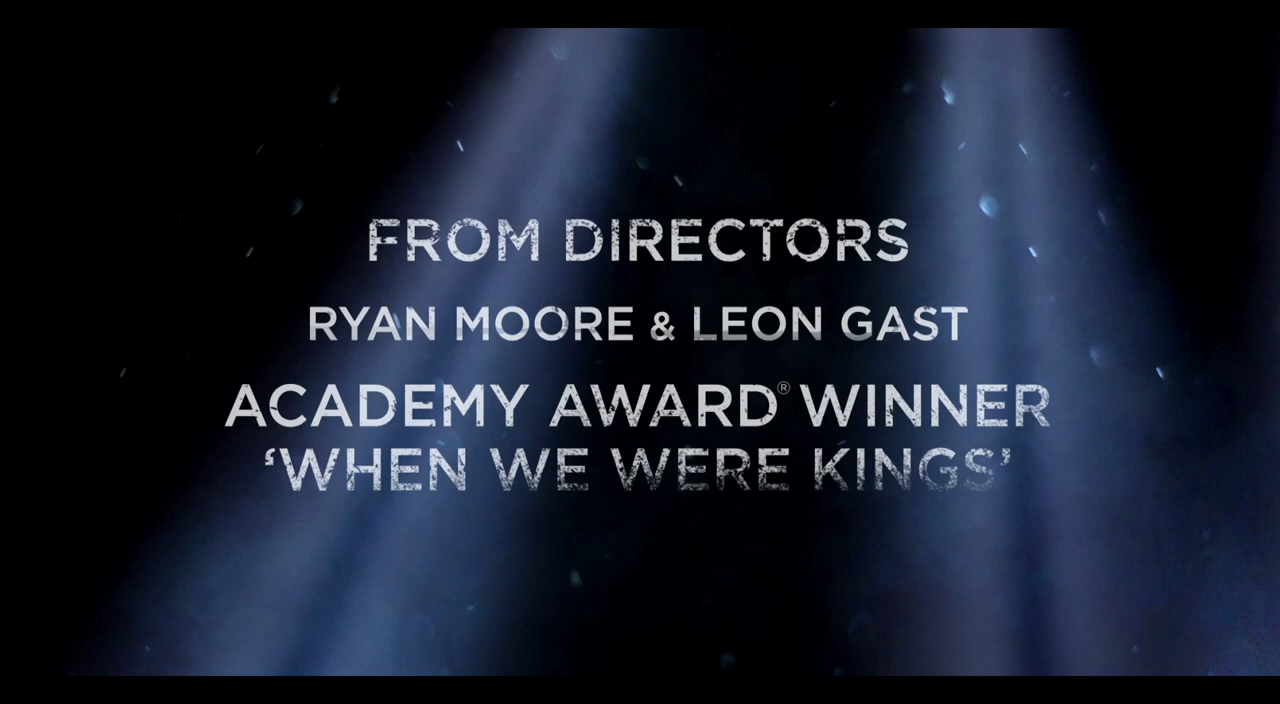 FROM DIRECTORS
RYAN MOORE & LEON GAST
ACADEMY AWARD® WINNER
‘WHEN WE WERE KINGS’